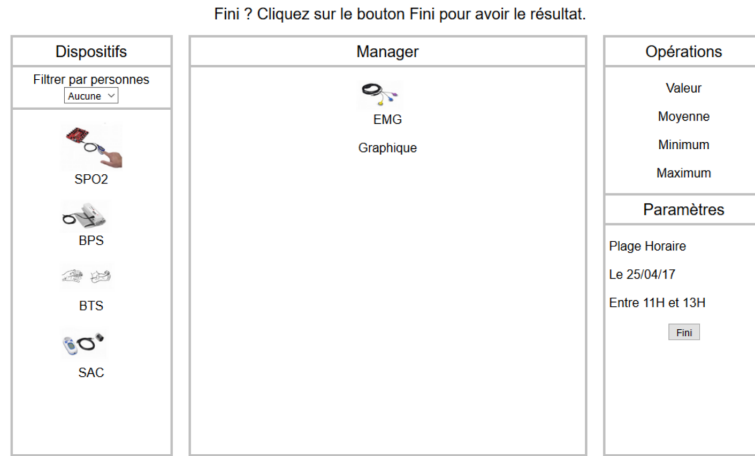 Fini ? Cliquez sur le bouton Fini pour avoir le résultat.
Dispositifs
Filtrer par personnes
Aucune
SPO2
BPS
BTS
SAC
Manager
EMG
Graphique
Opérations
Valeur
Moyenne
Minimum
Maximum
Paramètres
Plage Horaire
Le 25/04/17
Entre 11H et 13H
Fini